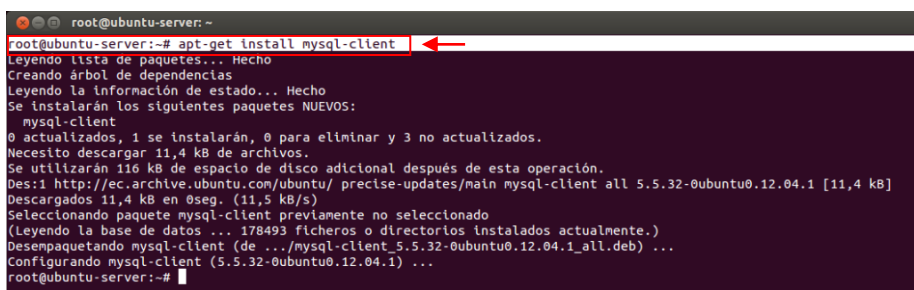 root@ubuntu-server: ~
root@ubuntu-server:~# apt-get install mysql-client
Leyendo lista de paquetes... Hecho
Creando árbol de dependencias
Leyendo la información de estado... Hecho
Se instalarán los siguientes paquetes NUEVOS:
  mysql-client
0 actualizados, 1 se instalarán, 0 para eliminar y 3 no actualizados.
Necesito descargar 11,4 kB de archivos.
Se utilizarán 116 kB de espacio de disco adicional después de esta operación.
Des:1 http://ec.archive.ubuntu.com/ubuntu/ precise-updates/main mysql-client all 5.5.32-0ubuntu0.12.04.1 [11,4 kB]
Descargados 11,4 kB en 0seg. (11,5 kB/s)
Seleccionando paquete mysql-client previamente no seleccionado
(Leyendo la base de datos ... 178493 ficheros o directorios instalados actualmente.)
Desempaquetando mysql-client (de .../mysql-client_5.5.32-0ubuntu0.12.04.1_all.deb) ...
Configurando mysql-client (5.5.32-0ubuntu0.12.04.1) ...
root@ubuntu-server:~#